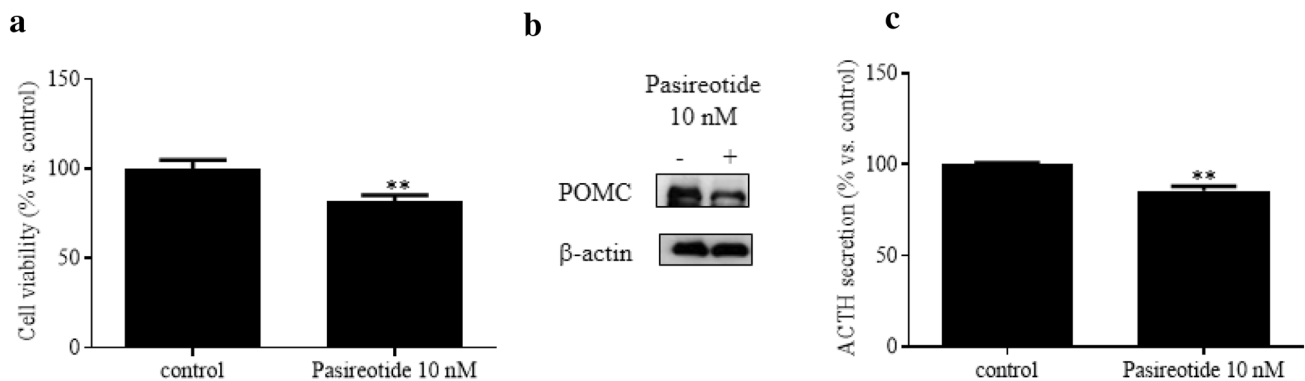 a
Cell viability (% vs. control)
150
100
50
0
**
control
Pasireotide 10 nM
b
Pasireotide
10 nM
- +
POMC
β-actin
c
ACTH secretion (% vs. control)
150
100
50
0
**
control
Pasireotide 10 nM